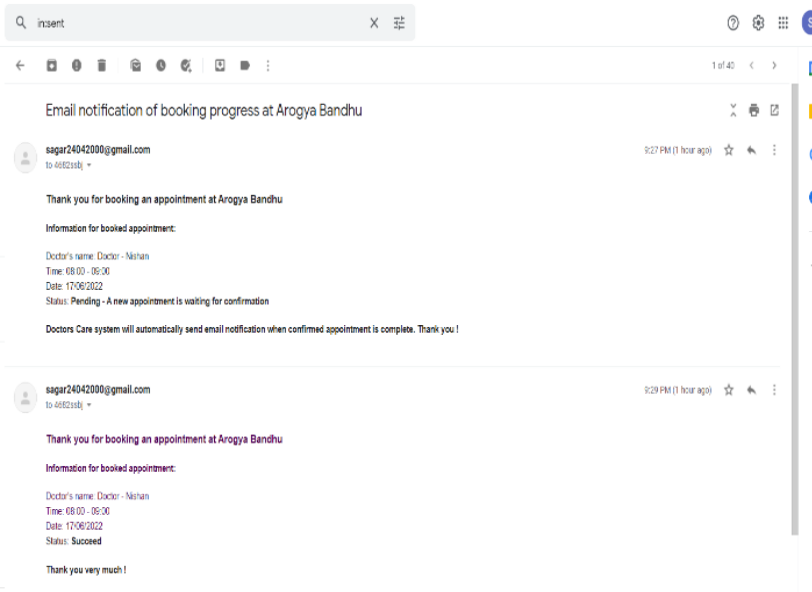 in:sent
1 of 40
Email notification of booking progress at Arogya Bandhu
sagar24042000@gmail.com
9:27 PM (1 hour ago)
to 4682ssbj
Thank you for booking an appointment at Arogya Bandhu
Information for booked appointment:
Doctor's name: Doctor - Nishan
Time: 08:00 - 09:00
Date: 17/06/2022
Status: Pending - A new appointment is waiting for confirmation
Doctors Care system will automatically send email notification when confirmed appointment is complete. Thank you !
sagar24042000@gmail.com
9:29 PM (1 hour ago)
to 4682ssbj
Thank you for booking an appointment at Arogya Bandhu
Information for booked appointment:
Doctor's name: Doctor - Nishan
Time: 08:00 - 09:00
Date: 17/06/2022
Status: Succeed
Thank you very much !